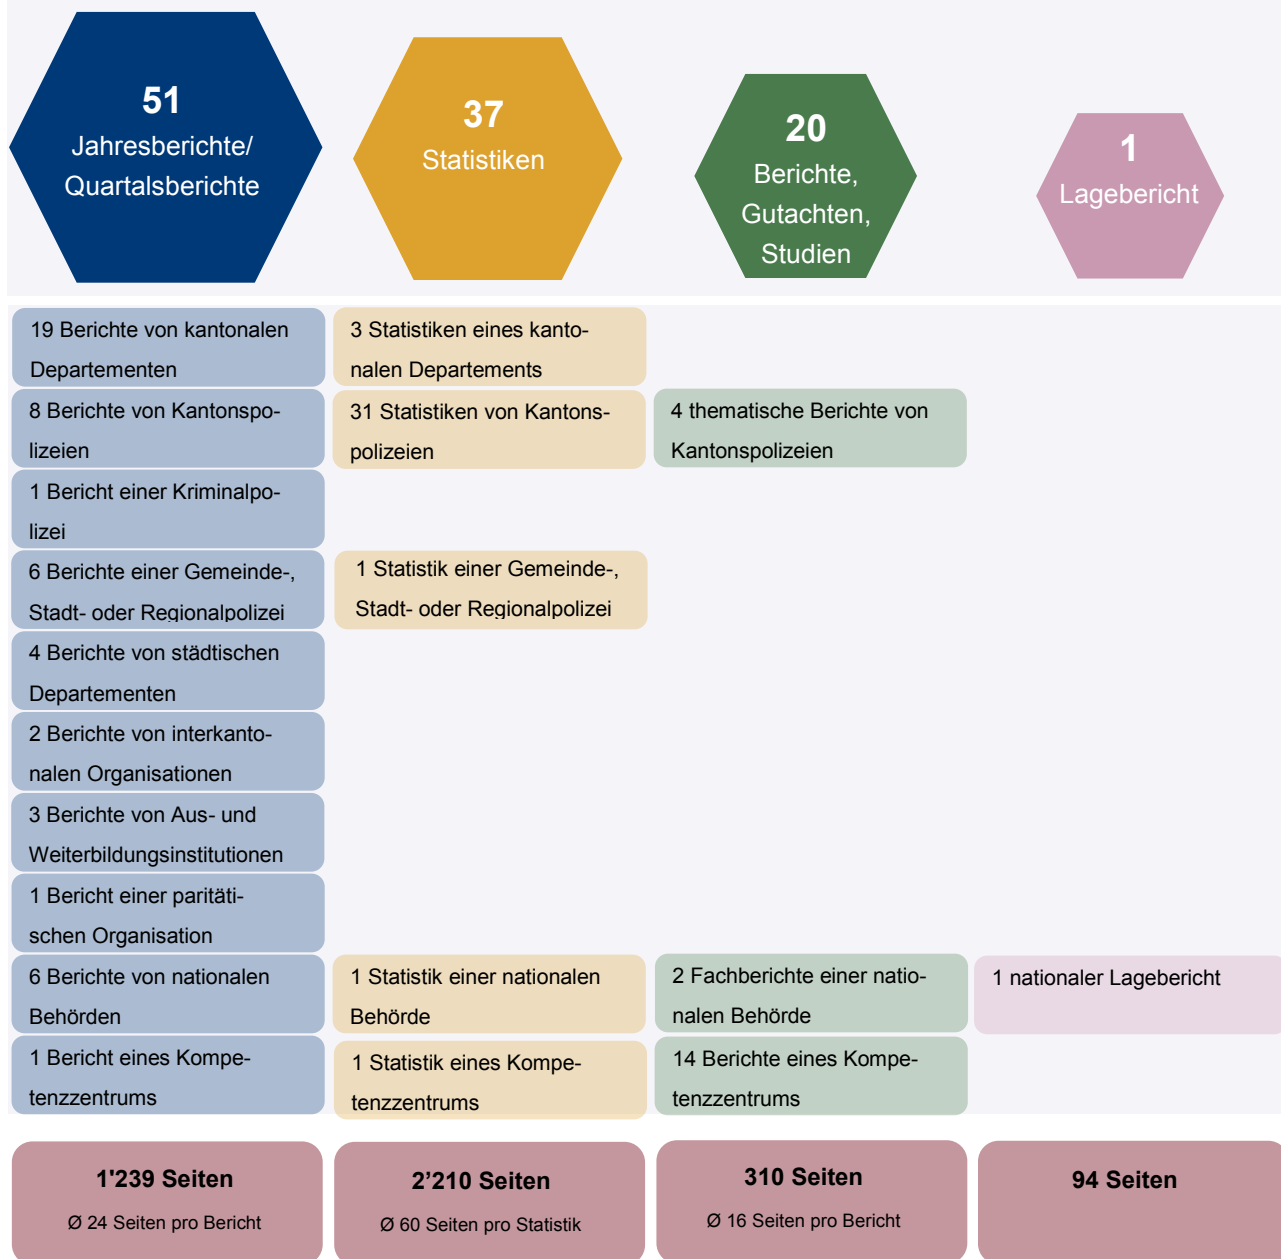 51
Jahresberichte/
Quartalsberichte
37
Statistiken
20
Berichte,
Gutachten,
Studien
1
Lagebericht
19 Berichte von kantonalen
Departementen
3 Statistiken eines kanto-
nalen Departements
8 Berichte von Kantonspo-
lizeien
31 Statistiken von Kantons-
polizeien
4 thematische Berichte von
Kantonspolizeien
1 Bericht einer Kriminalpo-
lizei
6 Berichte einer Gemeinde-,
Stadt- oder Regionalpolizei
1 Statistik einer Gemeinde-,
Stadt- oder Regionalpolizei
4 Berichte von städtischen
Departementen
2 Berichte von interkanto-
nalen Organisationen
3 Berichte von Aus- und
Weiterbildungsinstitutionen
1 Bericht einer paritäti-
schen Organisation
6 Berichte von nationalen
Behörden
1 Statistik einer nationalen
Behörde
2 Fachberichte einer natio-
nalen Behörde
1 nationaler Lagebericht
1 Bericht eines Kompe-
tenzzentrums
1 Statistik eines Kompe-
tenzzentrums
14 Berichte eines Kompe-
tenzzentrums
1'239 Seiten
Ø 24 Seiten pro Bericht
2’210 Seiten
Ø 60 Seiten pro Statistik
310 Seiten
Ø 16 Seiten pro Bericht
94 Seiten